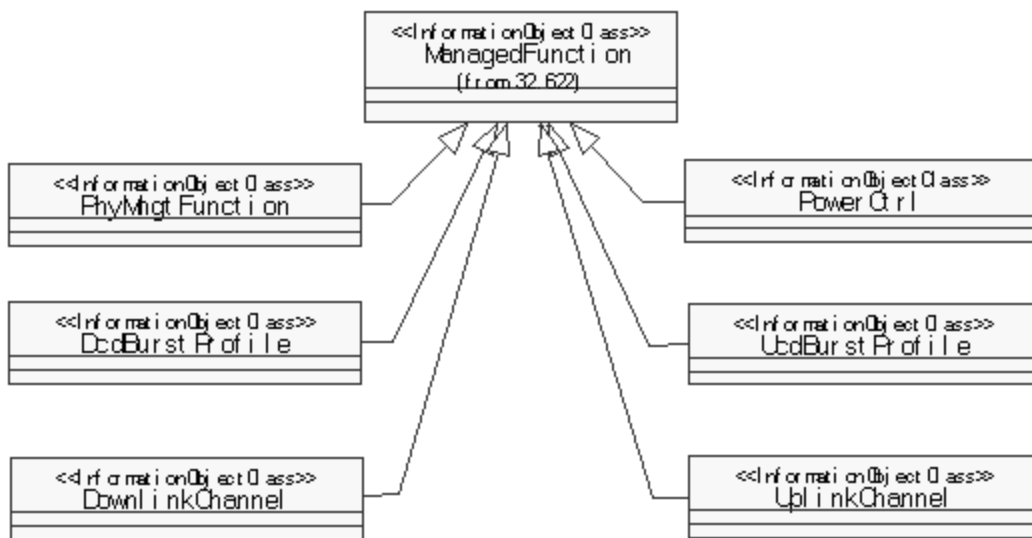 <<InformationObjectClass>>
ManagedFunction
(from 32.622)
<<InformationObjectClass>>
PhyMngtFunction
<<InformationObjectClass>>
PowerCtrl
<<InformationObjectClass>>
DcdBurstProfile
<<InformationObjectClass>>
UcdBurstProfile
<<InformationObjectClass>>
DownlinkChannel
<<InformationObjectClass>>
UplinkChannel